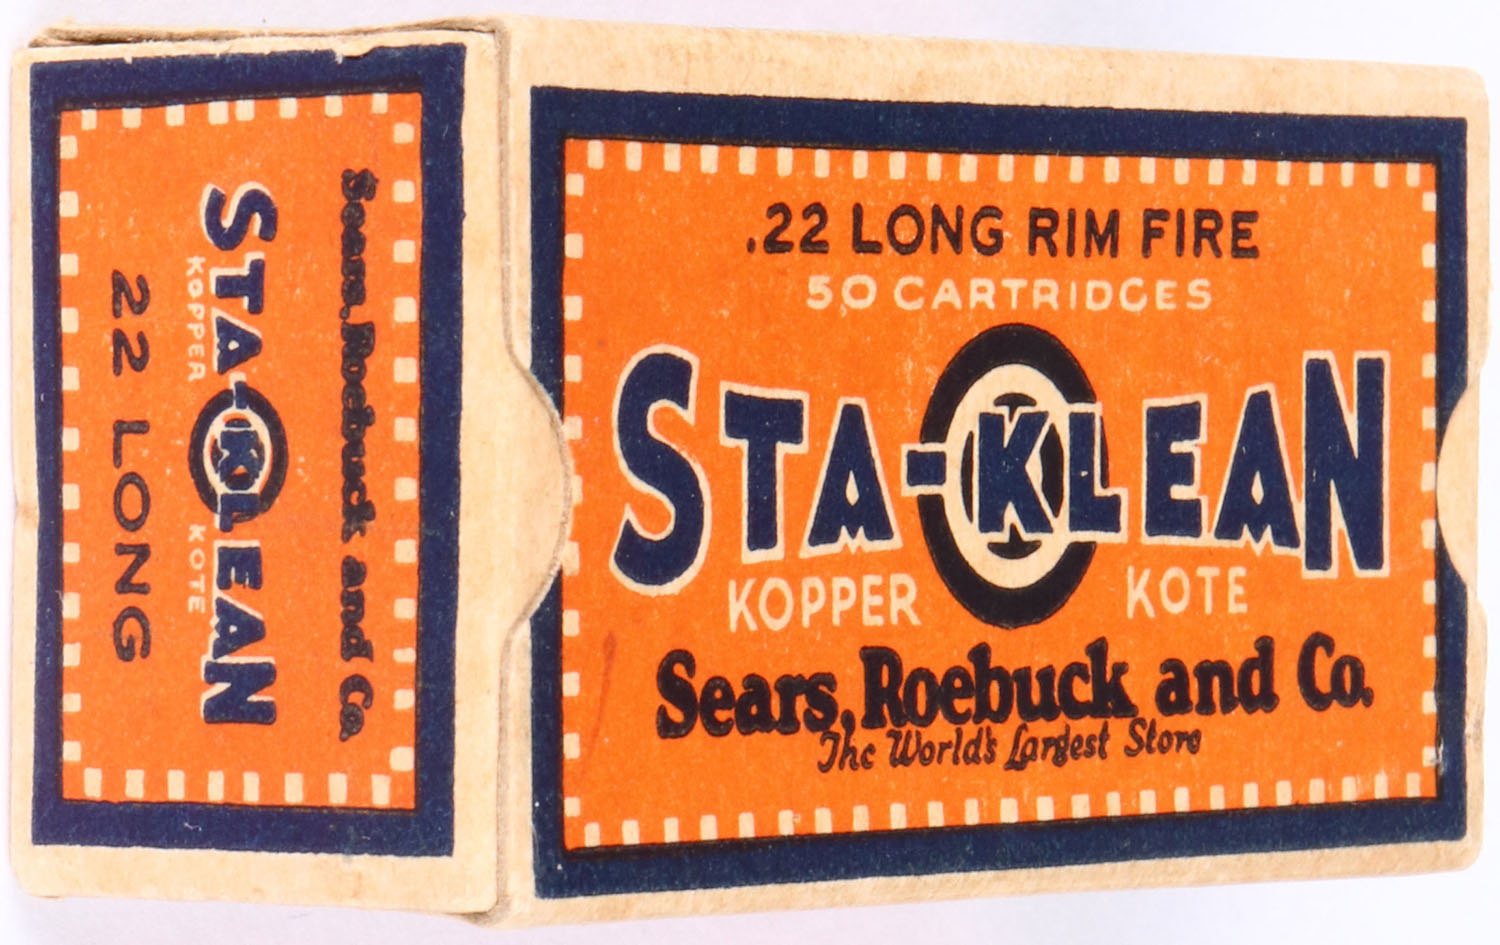 .22 LONG RIM FIRE
50 CARTRIDGES
STA-KLEAN
KOPPER KOTE
Sears, Roebuck and Co.
The World's Largest Store
Sears, Roebuck and Co.
STA-KLEAN
KOPPER KOTE
22 LONG